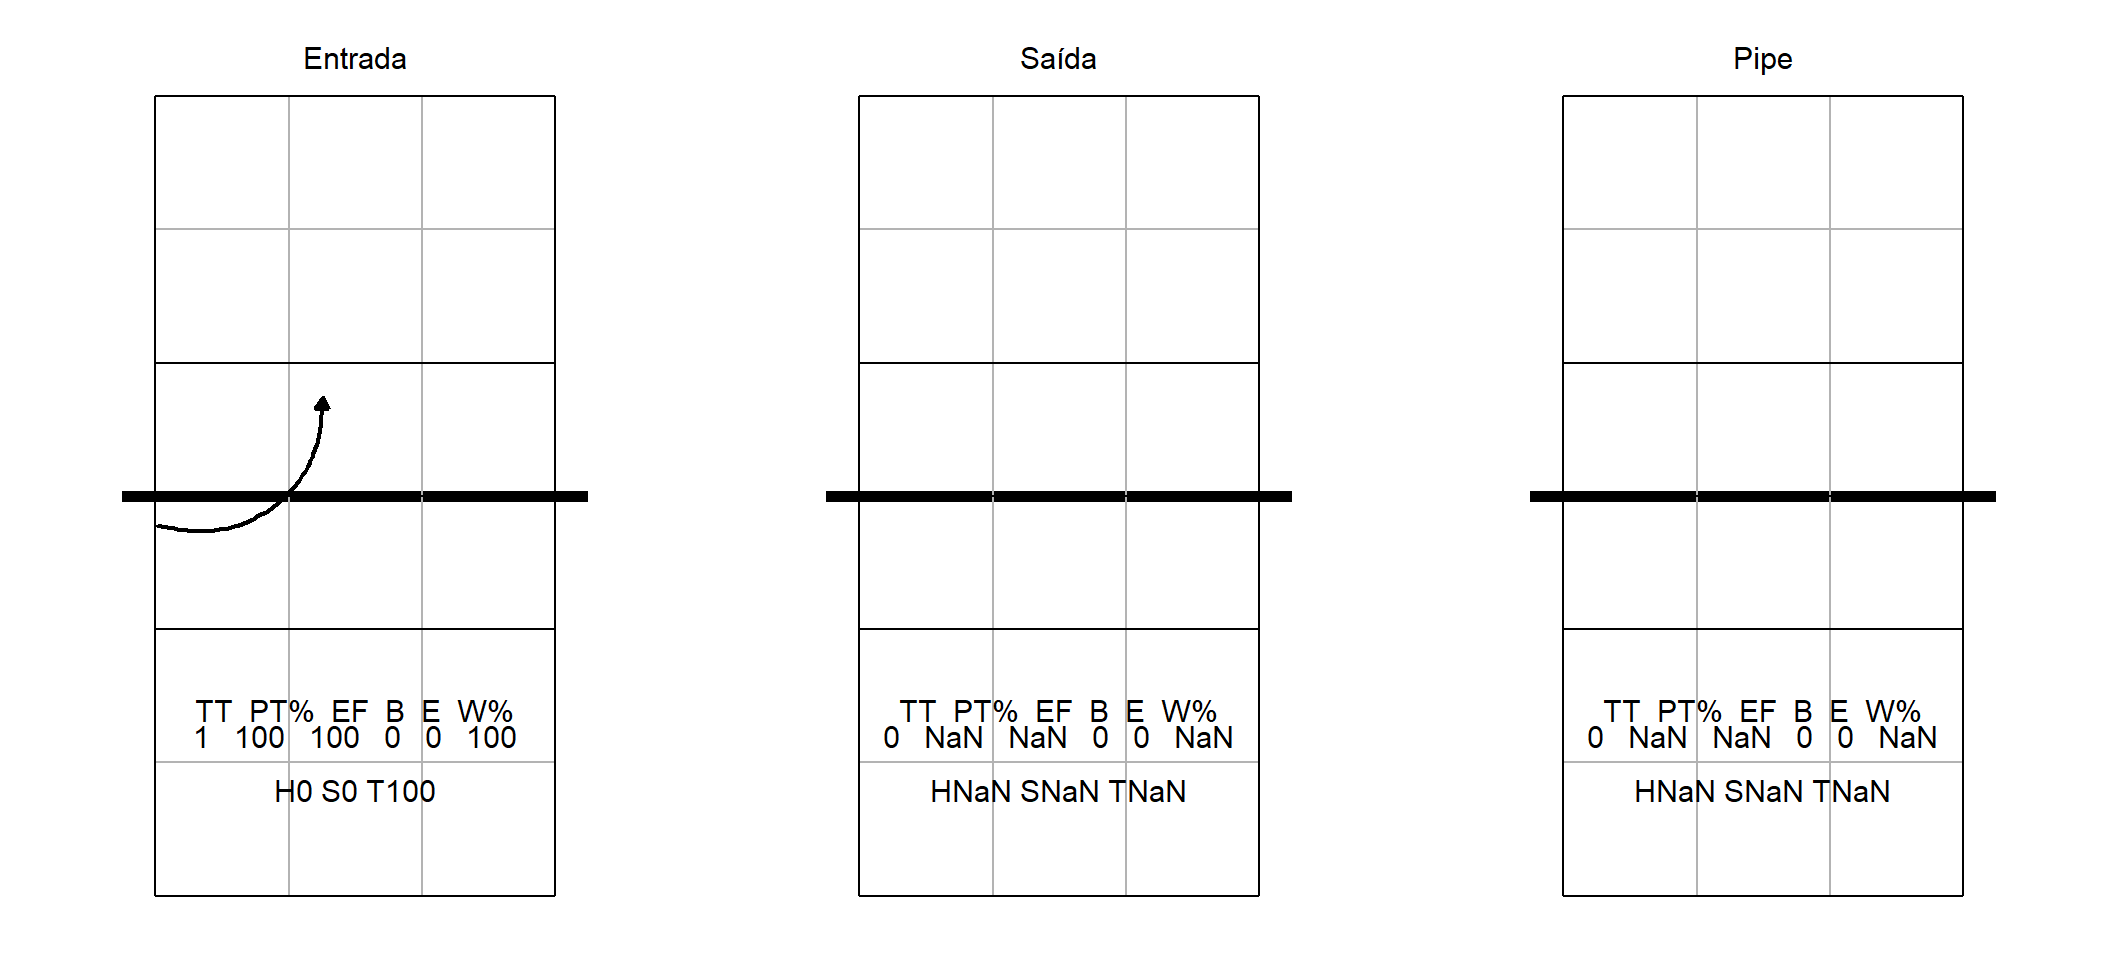 Entrada
TT PT% EF B E W%
1 100 100 0 0 100
H0 S0 T100
Saída
TT PT% EF B E W%
0 NaN NaN 0 0 NaN
HNaN SNaN TNaN
Pipe
TT PT% EF B E W%
0 NaN NaN 0 0 NaN
HNaN SNaN TNaN